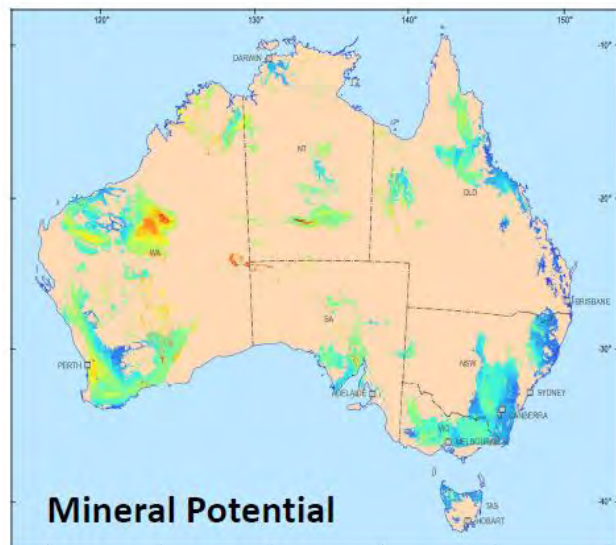 120° 130° 140° 150°
-10°
DARWIN
NT
QLD
-20°
WA
BRISBANE
SA
-30°
PERTH
NSW
SYDNEY
ADELAIDE
CANBERRA
VIC
MELBOURNE
-40°
TAS
HOBART
Mineral Potential